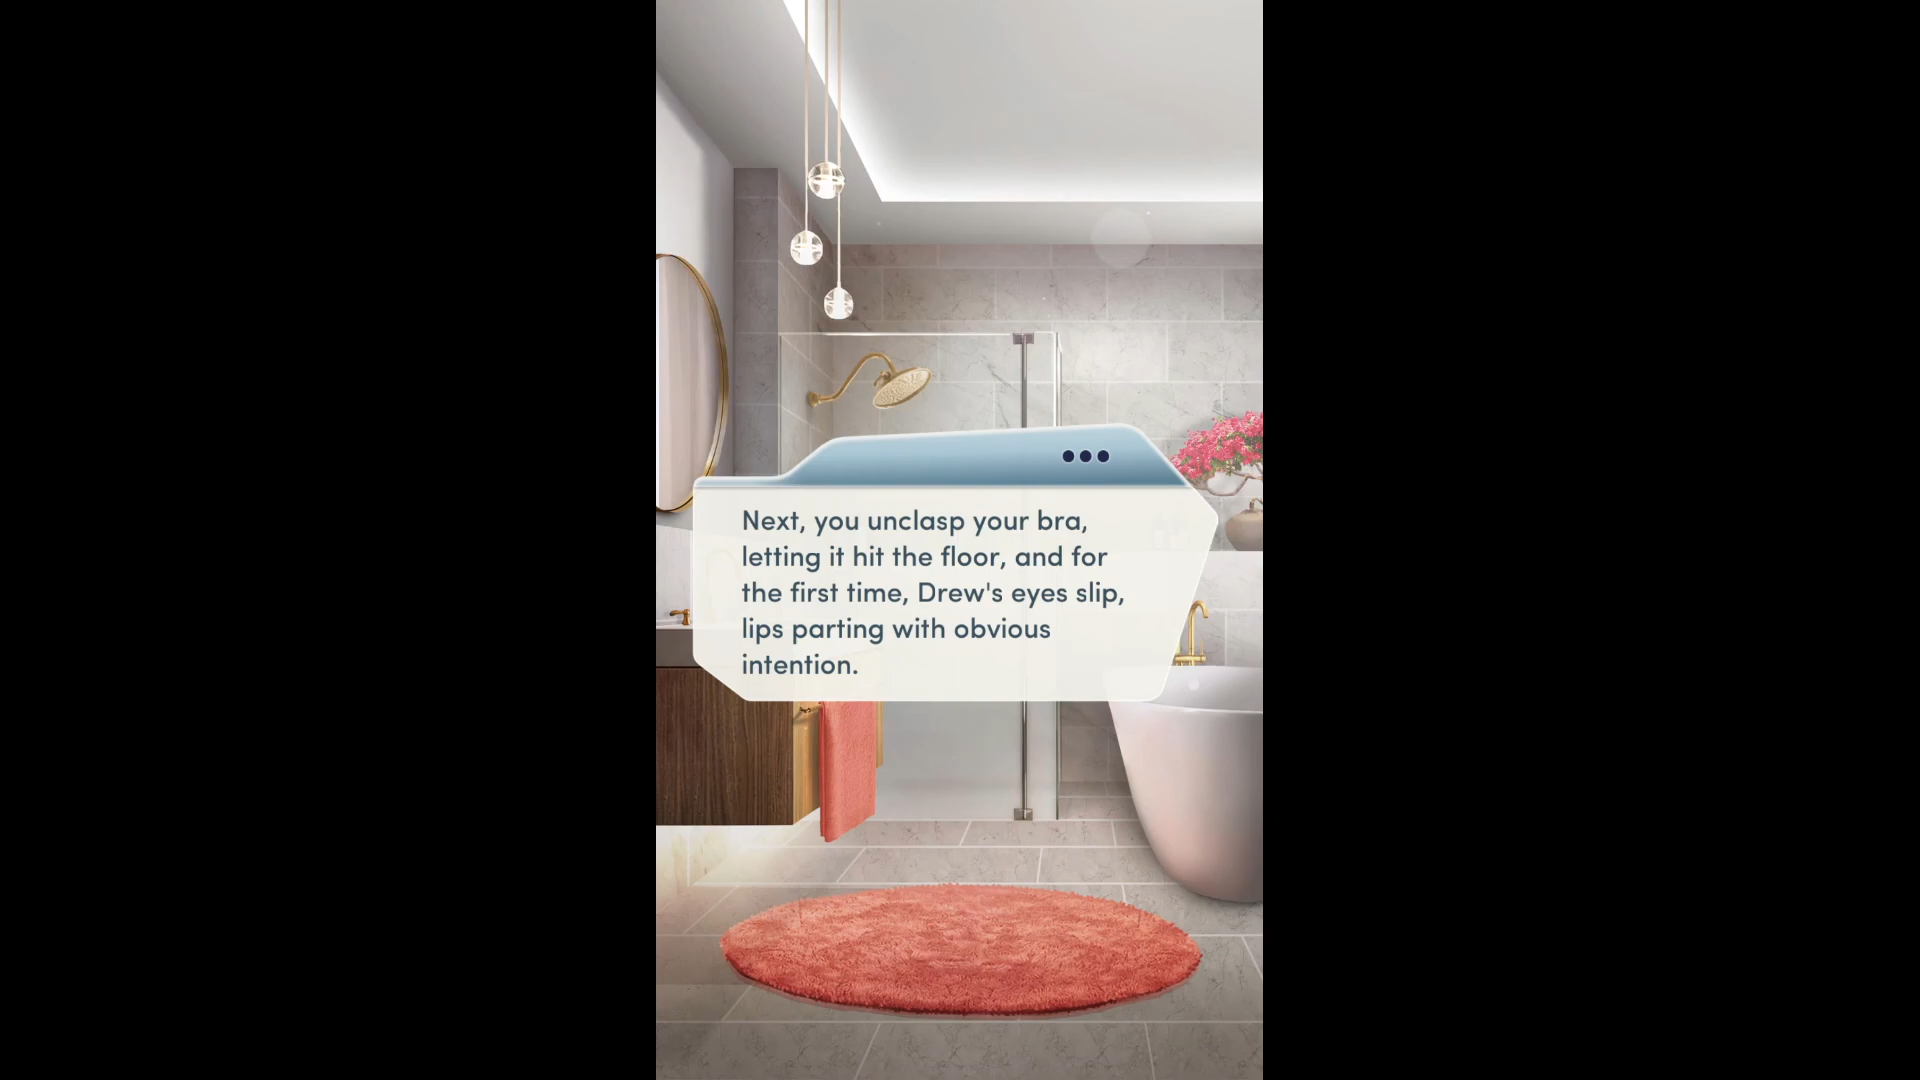 Next, you unclasp your bra,
letting it hit the floor, and for
the first time, Drew's eyes slip,
lips parting with obvious
intention.